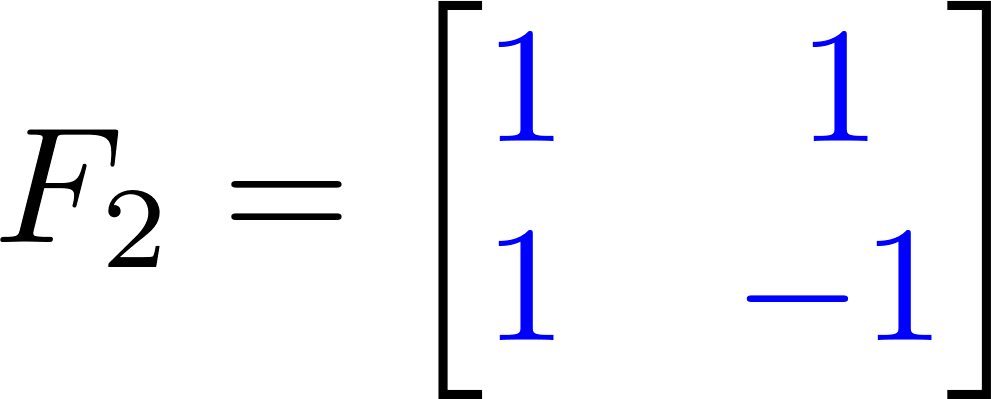 F₂ = [1 1
1 −1]